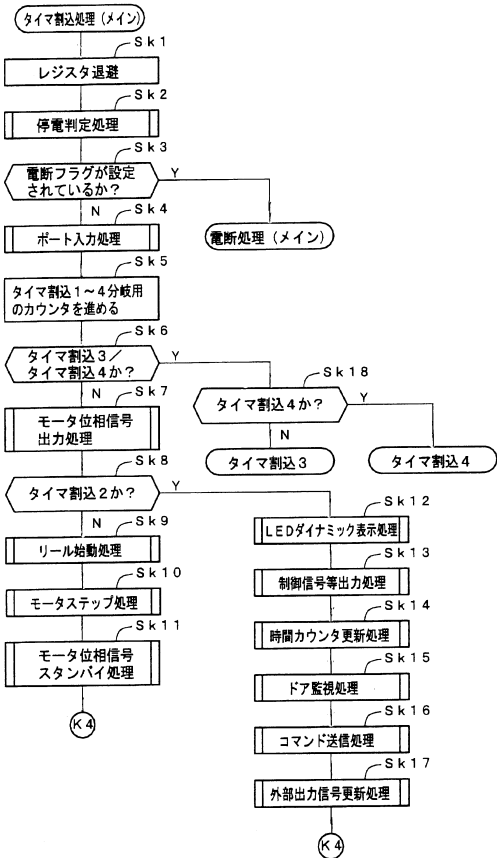 タイマ割込処理（メイン）
Ｓｋ１
レジスタ退避
Ｓｋ２
停電判定処理
Ｓｋ３
電断フラグが設定
されているか？
Ｙ
Ｎ
電断処理（メイン）
Ｓｋ４
ポート入力処理
Ｓｋ５
タイマ割込１～４分岐用
のカウンタを進める
Ｓｋ６
タイマ割込３／
タイマ割込４か？
Ｙ
Ｎ
Ｓｋ１８
タイマ割込４か？
Ｙ
Ｎ
タイマ割込３
タイマ割込４
Ｓｋ７
モータ位相信号
出力処理
Ｓｋ８
タイマ割込２か？
Ｙ
Ｎ
Ｓｋ９
リール始動処理
Ｓｋ１０
モータステップ処理
Ｓｋ１１
モータ位相信号
スタンバイ処理
Ｋ４
Ｓｋ１２
ＬＥＤダイナミック表示処理
Ｓｋ１３
制御信号等出力処理
Ｓｋ１４
時間カウンタ更新処理
Ｓｋ１５
ドア監視処理
Ｓｋ１６
コマンド送信処理
Ｓｋ１７
外部出力信号更新処理
Ｋ４